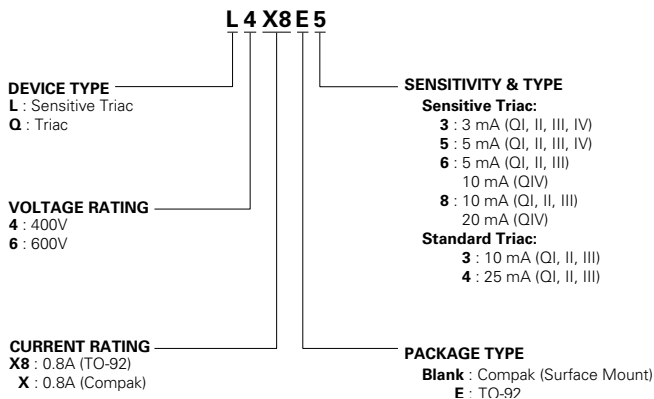 L 4 X8 E 5
DEVICE TYPE
L : Sensitive Triac
Q : Triac
VOLTAGE RATING
4 : 400V
6 : 600V
CURRENT RATING
X8 : 0.8A (TO-92)
X : 0.8A (Compak)
SENSITIVITY & TYPE
Sensitive Triac:
3 : 3 mA (QI, II, III, IV)
5 : 5 mA (QI, II, III, IV)
6 : 5 mA (QI, II, III)
10 mA (QIV)
8 : 10 mA (QI, II, III)
20 mA (QIV)
Standard Triac:
3 : 10 mA (QI, II, III)
4 : 25 mA (QI, II, III)
PACKAGE TYPE
Blank : Compak (Surface Mount)
E : TO-92